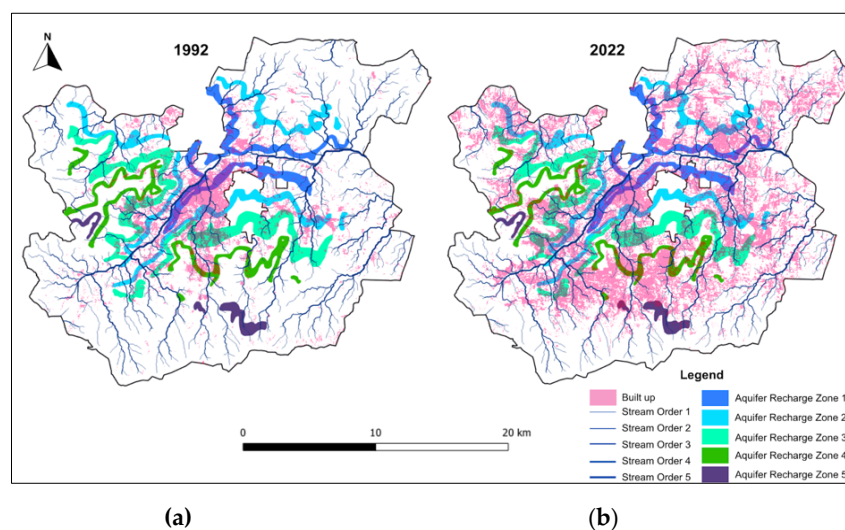 N
1992
2022
Legend
Built up
Stream Order 1
Stream Order 2
Stream Order 3
Stream Order 4
Stream Order 5
Aquifer Recharge Zone 1
Aquifer Recharge Zone 2
Aquifer Recharge Zone 3
Aquifer Recharge Zone 4
Aquifer Recharge Zone 5
0 10 20 km
(a) (b)